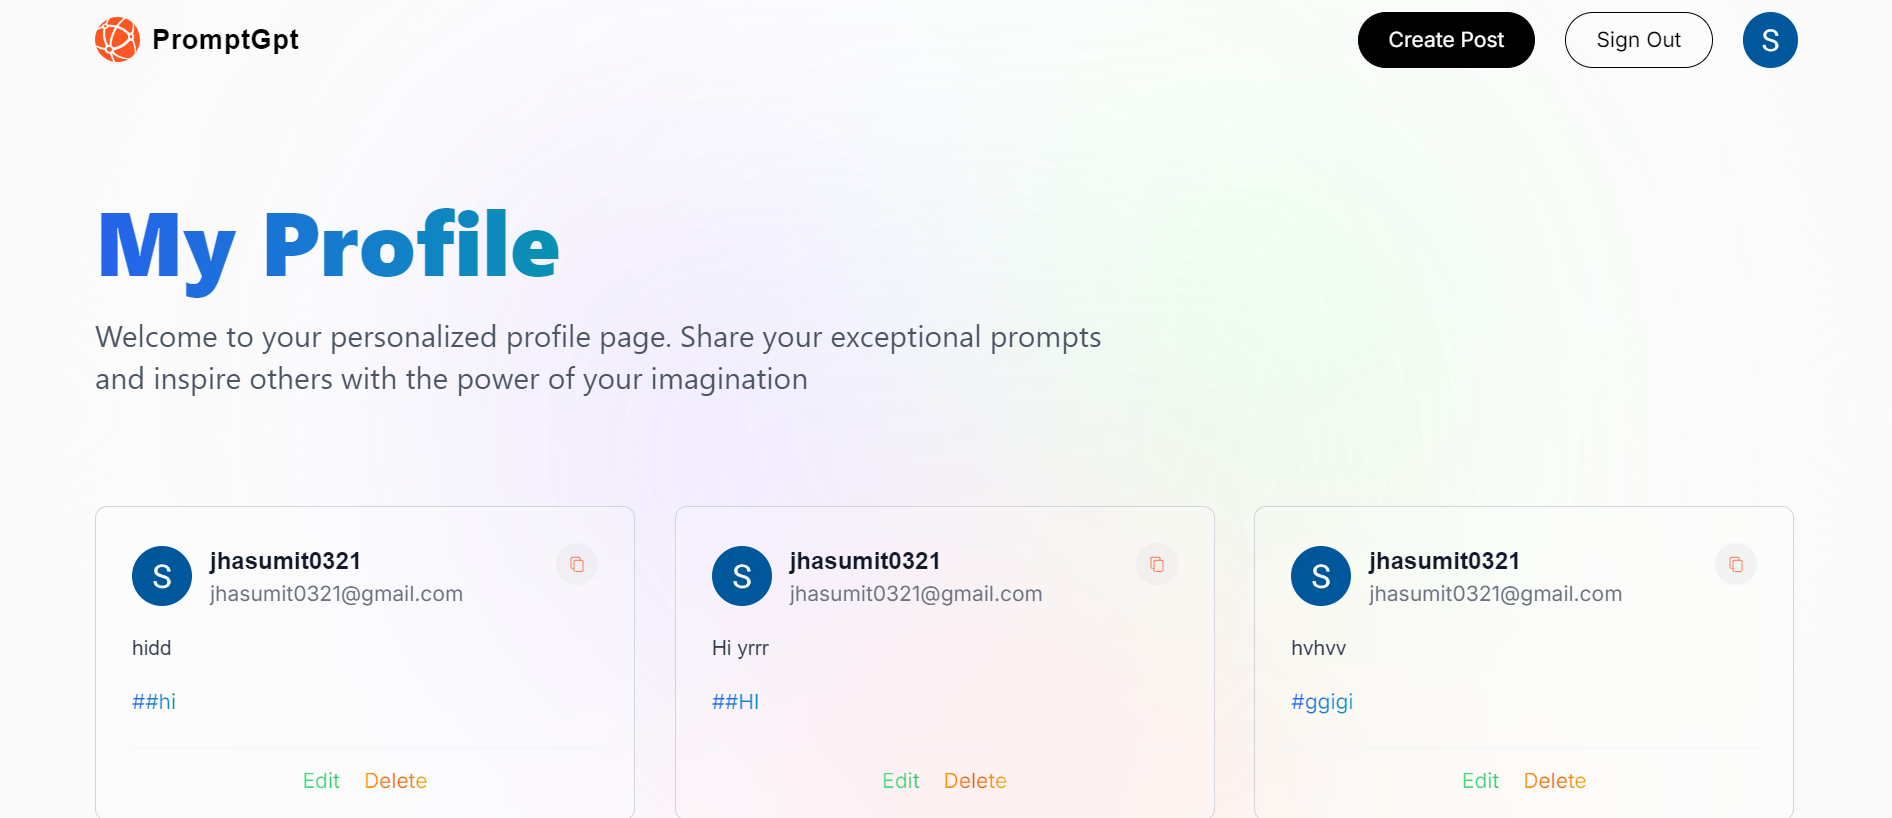 PromptGpt
Create Post
Sign Out
S
My Profile
Welcome to your personalized profile page. Share your exceptional prompts
and inspire others with the power of your imagination
S
jhasumit0321
jhasumit0321@gmail.com
hidd
##hi
Edit
Delete
S
jhasumit0321
jhasumit0321@gmail.com
Hi yrrr
##HI
Edit
Delete
S
jhasumit0321
jhasumit0321@gmail.com
hvhvv
#ggigi
Edit
Delete